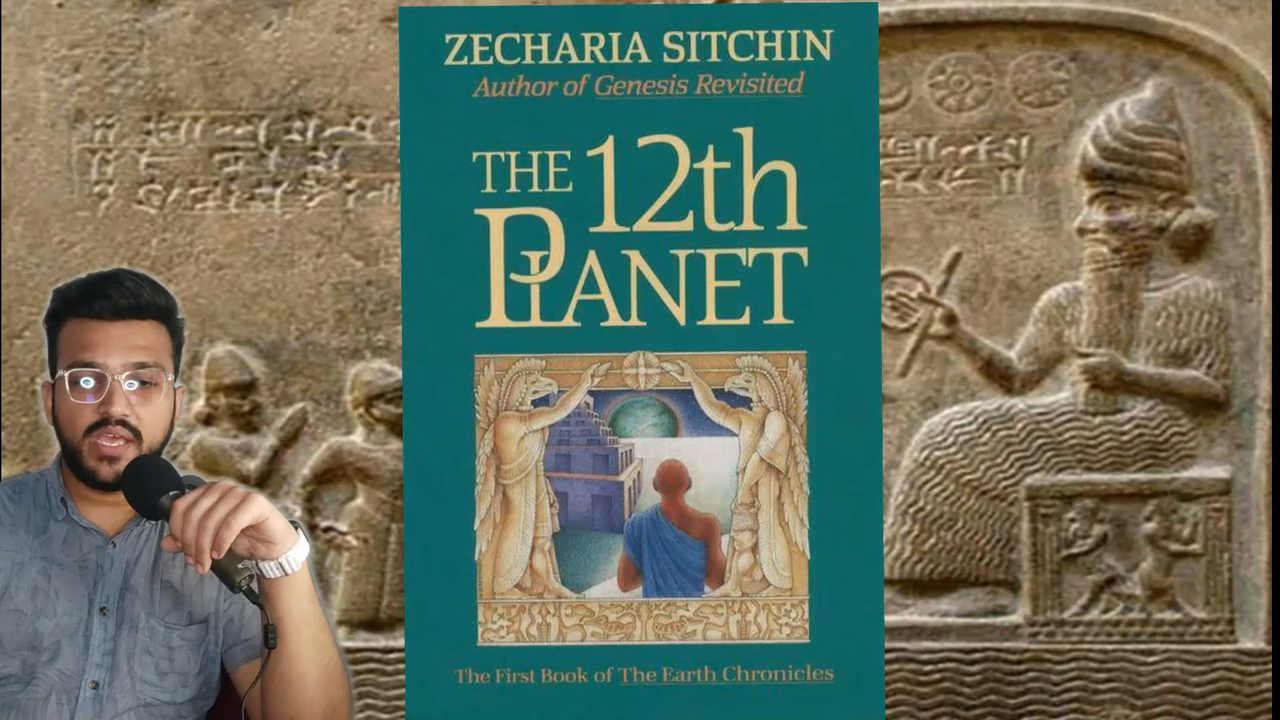 ZECHARIA SITCHIN
Author of Genesis Revisited
THE 12th
PLANET
The First Book of The Earth Chronicles